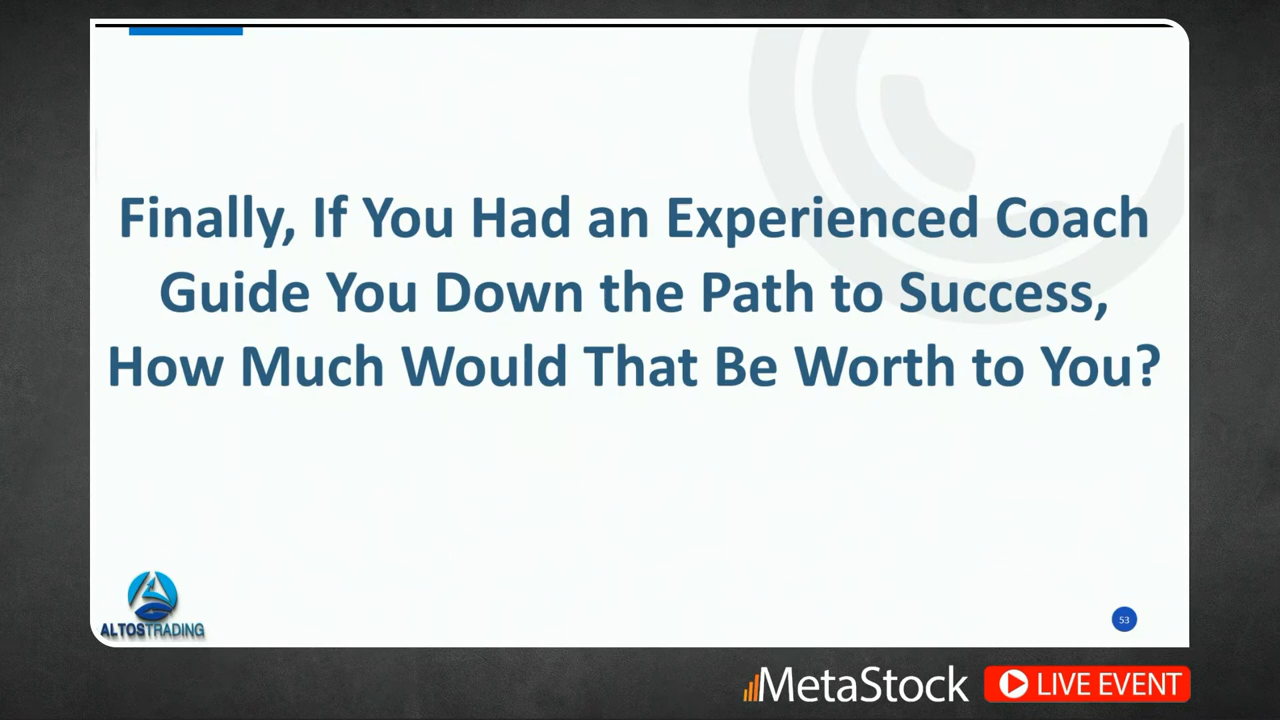 Finally, If You Had an Experienced Coach
Guide You Down the Path to Success,
How Much Would That Be Worth to You?
ALTOSTRADING
53
MetaStock
LIVE EVENT